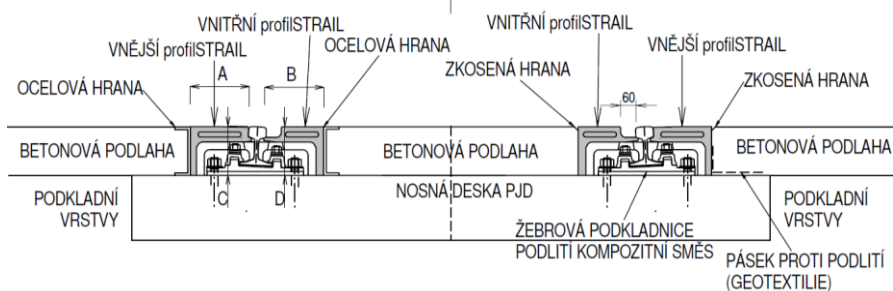 VNITŘNÍ profilSTRAIL
VNĚJŠÍ profilSTRAIL
OCELOVÁ HRANA
OCELOVÁ HRANA
A
B
VNITŘNÍ profilSTRAIL
VNĚJŠÍ profilSTRAIL
ZKOSENÁ HRANA
ZKOSENÁ HRANA
60
BETONOVÁ PODLAHA
BETONOVÁ PODLAHA
BETONOVÁ PODLAHA
C
D
NOSNÁ DESKA PJD
PODKLADNÍ
VRSTVY
PODKLADNÍ
VRSTVY
ŽEBROVÁ PODKLADNICE
PODLITÍ KOMPOZITNÍ SMĚS
PÁSEK PROTI PODLITÍ
(GEOTEXTILIE)